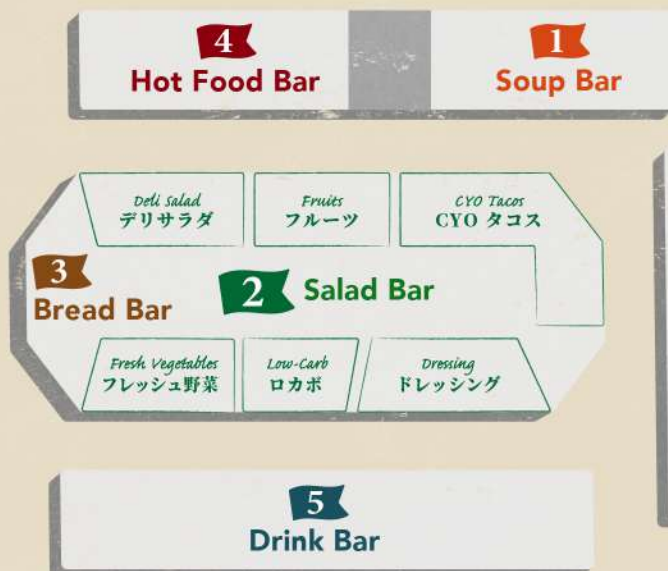 4
Hot Food Bar
1
Soup Bar
Deli Salad
デリサラダ
Fruits
フルーツ
CYO Tacos
CYO タコス
3
Bread Bar
2 Salad Bar
Fresh Vegetables
フレッシュ野菜
Low-Carb
ロカボ
Dressing
ドレッシング
5
Drink Bar